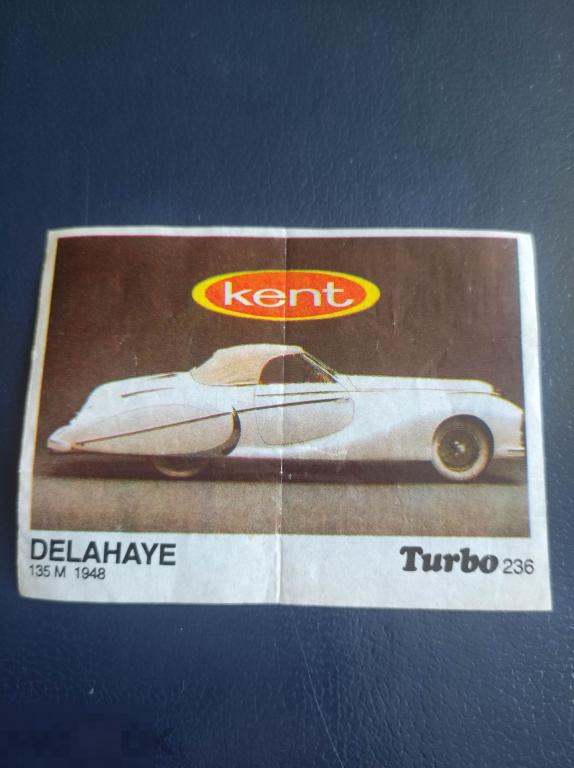 kent
DELAHAYE
135 M 1948
Turbo 236